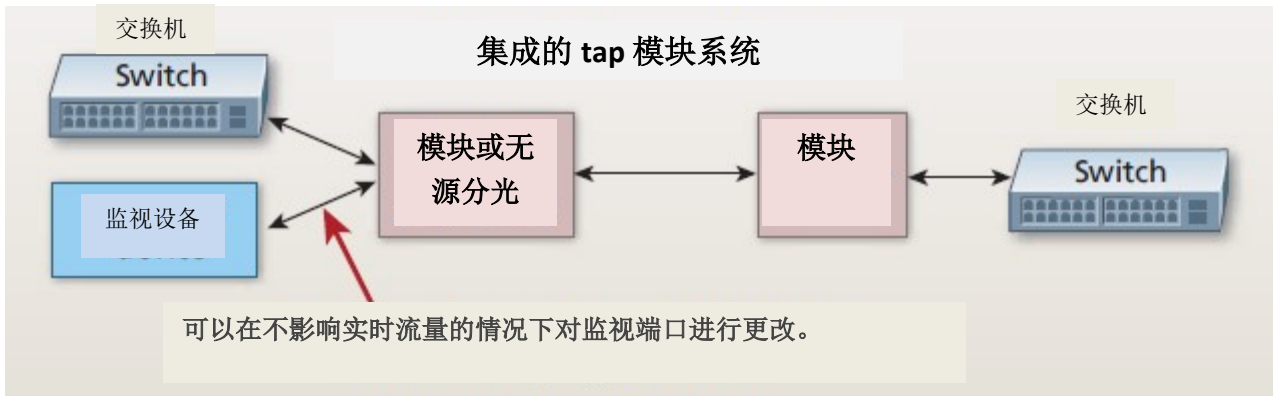 交换机
集成的 tap 模块系统
Switch
交换机
模块或无
源分光
模块
Switch
监视设备
可以在不影响实时流量的情况下对监视端口进行更改。